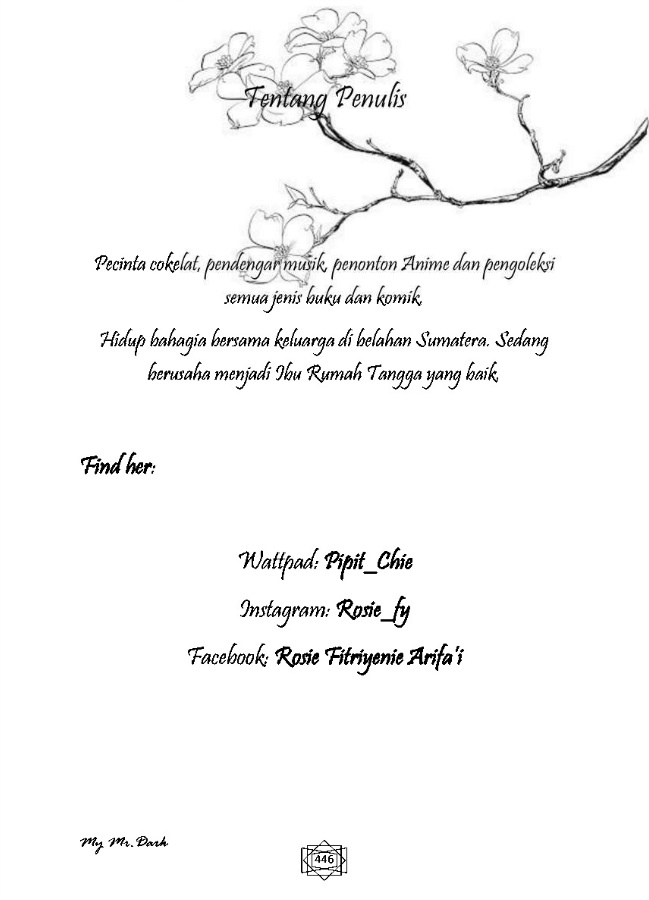 Tentang Penulis
Pecinta cokelat, pendengar musik, penonton Anime dan pengoleksi
semua jenis buku dan komik.
Hidup bahagia bersama keluarga di belahan Sumatera. Sedang
berusaha menjadi Ibu Rumah Tangga yang baik.
Find her:
Wattpad: Pipit_Chie
Instagram: Rosie_fy
Facebook: Rosie Fitriyenie Arifa'i
My Mr.Dark
446